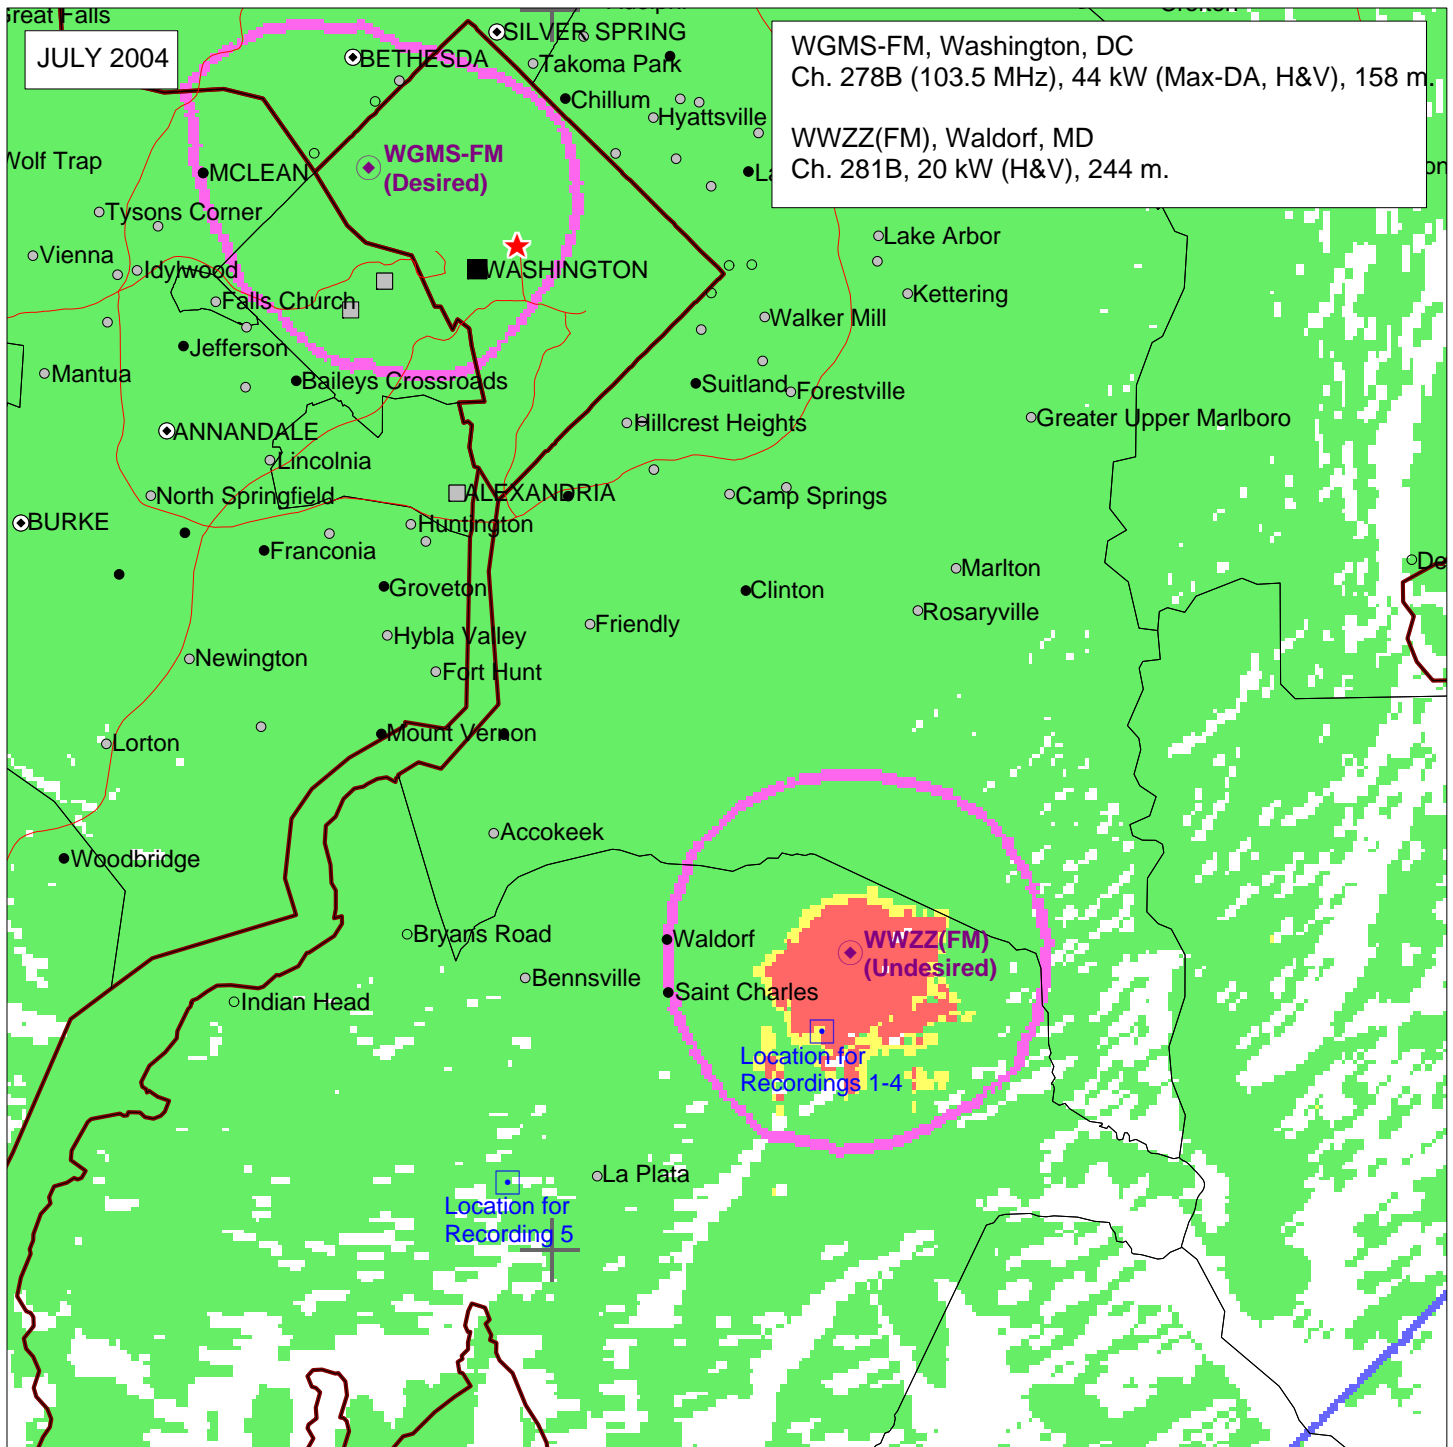 Great Falls
JULY 2004
SILVER SPRING
BETHESDA
Takoma Park
Chillum
Hyattsville
WGMS-FM, Washington, DC
Ch. 278B (103.5 MHz), 44 kW (Max-DA, H&V), 158 m.
WWZZ(FM), Waldorf, MD
Ch. 281B, 20 kW (H&V), 244 m.
Wolf Trap
MCLEAN
WGMS-FM
(Desired)
La
Tysons Corner
Vienna
Idylwood
WASHINGTON
Lake Arbor
Falls Church
Kettering
Walker Mill
Jefferson
Mantua
Baileys Crossroads
Suitland
Forestville
Hillcrest Heights
Greater Upper Marlboro
ANNANDALE
Lincolnia
North Springfield
ALEXANDRIA
Camp Springs
BURKE
Huntington
Franconia
De
Groveton
Clinton
Marlton
Rosaryville
Hybla Valley
Friendly
Newington
Fort Hunt
Lorton
Mount Vernon
Accokeek
Woodbridge
Bryans Road
Waldorf
WWZZ(FM)
(Undesired)
Bennsville
Saint Charles
Indian Head
Location for
Recordings 1-4
La Plata
Location for
Recording 5